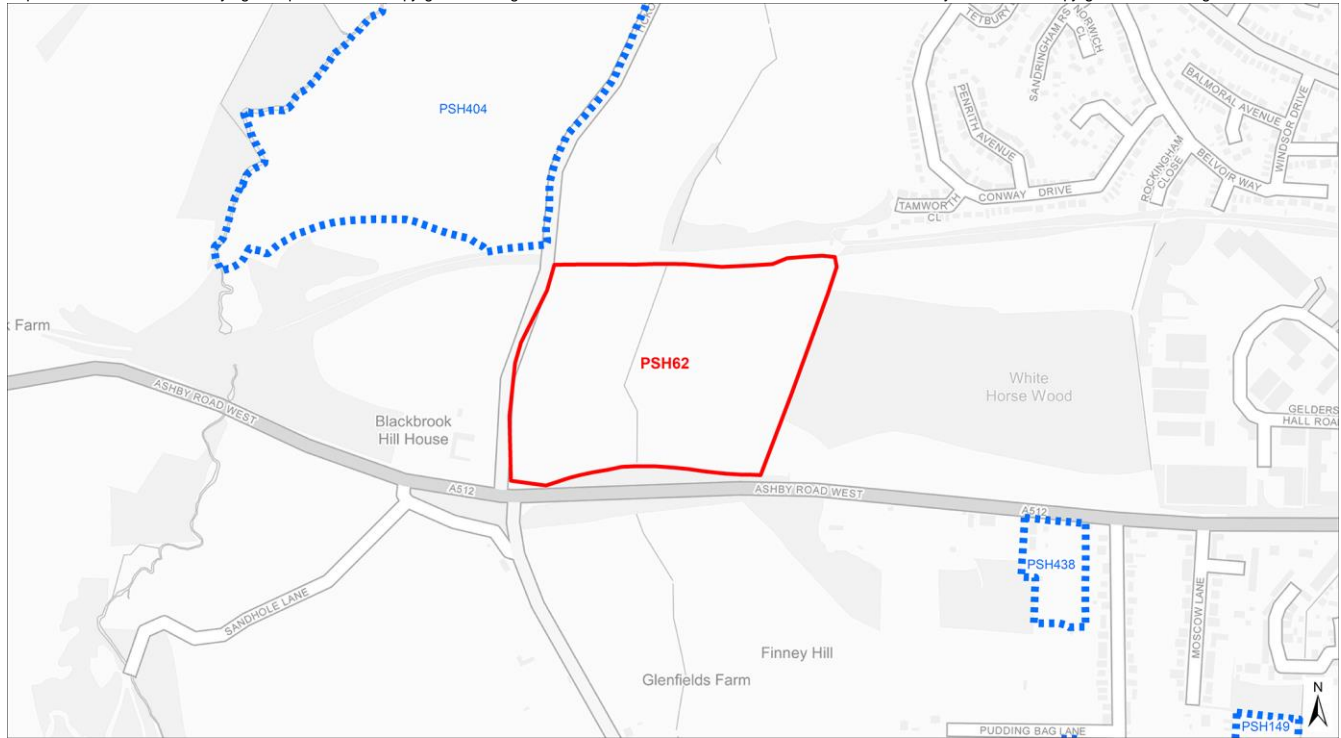 TETBURY
SANDRINGHAM RS
NORWICH
CL
BALMORAL AVENUE
WINDSOR DRIVE
PSH404
PENRITH AVENUE
ROCKINGHAM
CLOSE
BELVOIR WAY
TAMWORTH
CL
CONWAY DRIVE
Farm
PSH62
White
Horse Wood
ASHBY ROAD WEST
Blackbrook
Hill House
GELDERS
HALL ROA
A512
ASHBY ROAD WEST
A512
PSH438
SANDHOLE LANE
MOSCOW LANE
Finney Hill
Glenfields Farm
N
PUDDING BAG LANE
PSH149